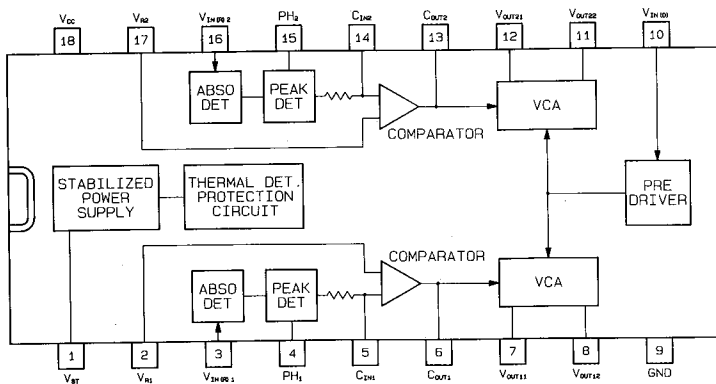 VCC VR2 VIN(R)2 PH2 CIN2 COUT2 VOUT21 VOUT22 VIN(D)
18 17 16 15 14 13 12 11 10
ABSO
DET
PEAK
DET
COMPARATOR
VCA
STABILIZED
POWER
SUPPLY
THERMAL DET.
PROTECTION
CIRCUIT
PRE
DRIVER
COMPARATOR
ABSO
DET
PEAK
DET
VCA
1 2 3 4 5 6 7 8 9
VST VR1 VIN(R)1 PH1 CIN1 COUT1 VOUT11 VOUT12 GND